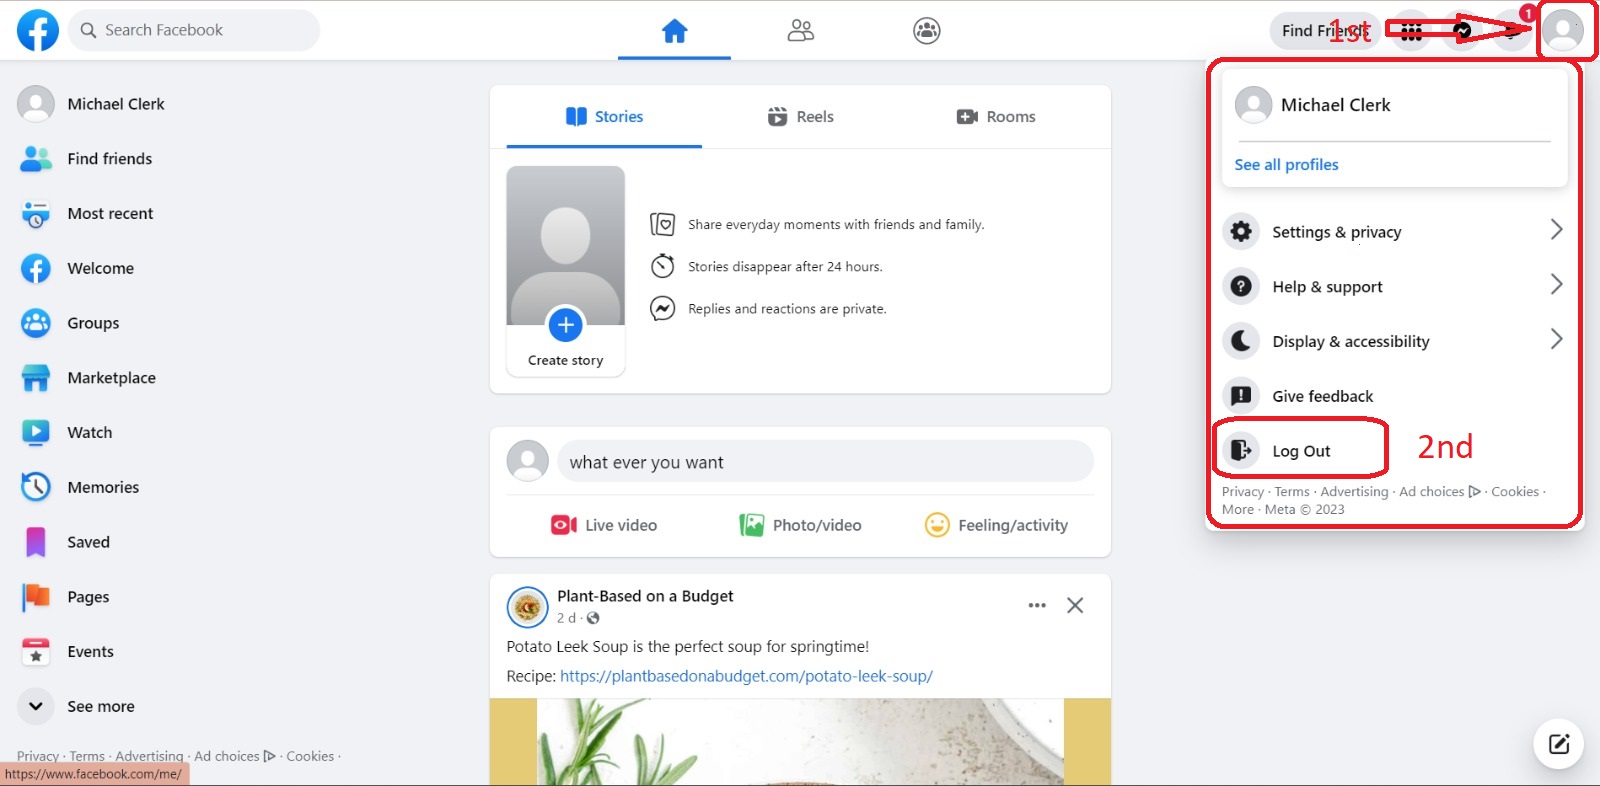 Search Facebook
Find Friends
1st
1
Michael Clerk
Find friends
Most recent
Welcome
Groups
Marketplace
Watch
Memories
Saved
Pages
Events
See more
Privacy · Terms · Advertising · Ad choices · Cookies ·
https://www.facebook.com/me/
Stories
Reels
Rooms
Create story
Share everyday moments with friends and family.
Stories disappear after 24 hours.
Replies and reactions are private.
what ever you want
Live video
Photo/video
Feeling/activity
Plant-Based on a Budget
2 d ·
Potato Leek Soup is the perfect soup for springtime!
Recipe: https://plantbasedonabudget.com/potato-leek-soup/
Michael Clerk
See all profiles
Settings & privacy
Help & support
Display & accessibility
Give feedback
Log Out
2nd
Privacy · Terms · Advertising · Ad choices · Cookies ·
More · Meta © 2023